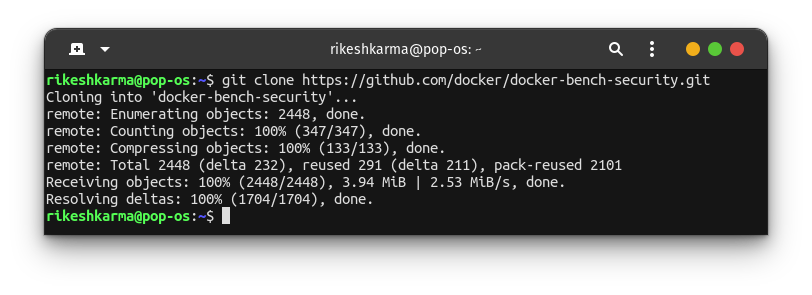 rikeshkarma@pop-os: ~
rikeshkarma@pop-os:~$ git clone https://github.com/docker/docker-bench-security.git
Cloning into 'docker-bench-security'...
remote: Enumerating objects: 2448, done.
remote: Counting objects: 100% (347/347), done.
remote: Compressing objects: 100% (133/133), done.
remote: Total 2448 (delta 232), reused 291 (delta 211), pack-reused 2101
Receiving objects: 100% (2448/2448), 3.94 MiB | 2.53 MiB/s, done.
Resolving deltas: 100% (1704/1704), done.
rikeshkarma@pop-os:~$